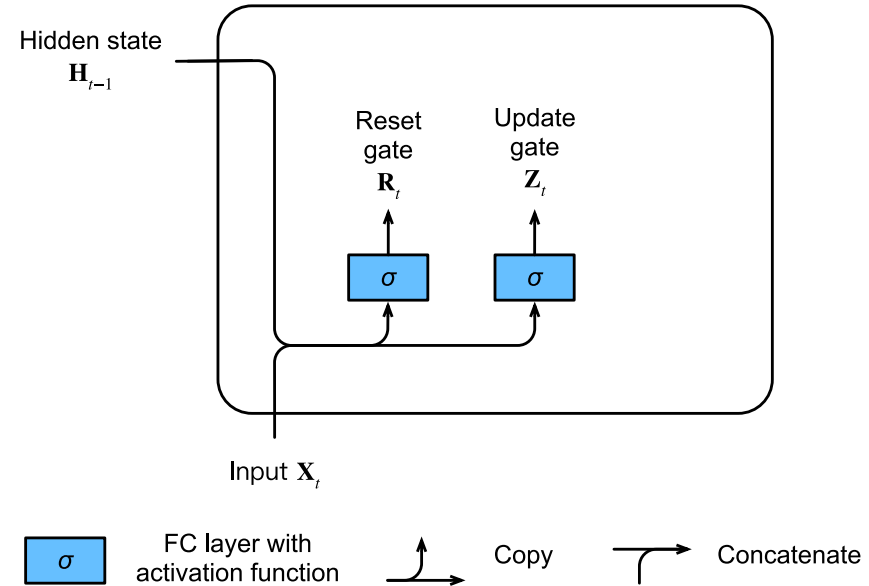 Hidden state
H_{t-1}
Reset
gate
R_t
Update
gate
Z_t
σ
σ
Input X_t
σ
FC layer with
activation function
Copy
Concatenate